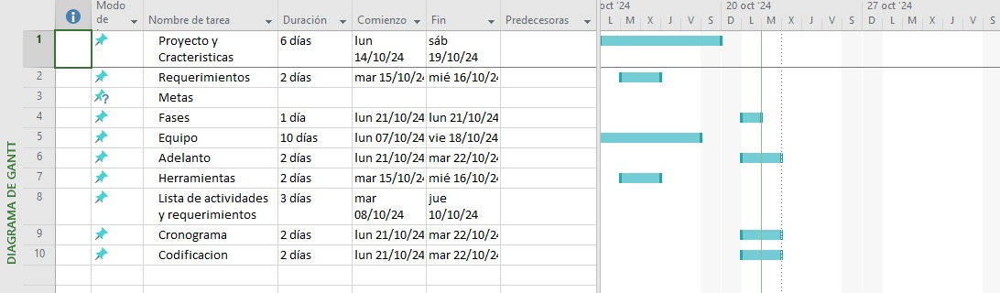 Modo de
Nombre de tarea
Duración
Comienzo
Fin
Predecesoras
oct '24
20 oct '24
27 oct '24
L M X J V S D L M X J V S D L M X J V S
1 Proyecto y Cracteristicas 6 días lun 14/10/24 sáb 19/10/24
2 Requerimientos 2 días mar 15/10/24 mié 16/10/24
3 Metas
4 Fases 1 día lun 21/10/24 lun 21/10/24
5 Equipo 10 días lun 07/10/24 vie 18/10/24
6 Adelanto 2 días lun 21/10/24 mar 22/10/24
7 Herramientas 2 días mar 15/10/24 mié 16/10/24
8 Lista de actividades y requerimientos 3 días mar 08/10/24 jue 10/10/24
9 Cronograma 2 días lun 21/10/24 mar 22/10/24
10 Codificacion 2 días lun 21/10/24 mar 22/10/24
DIAGRAMA DE GANTT